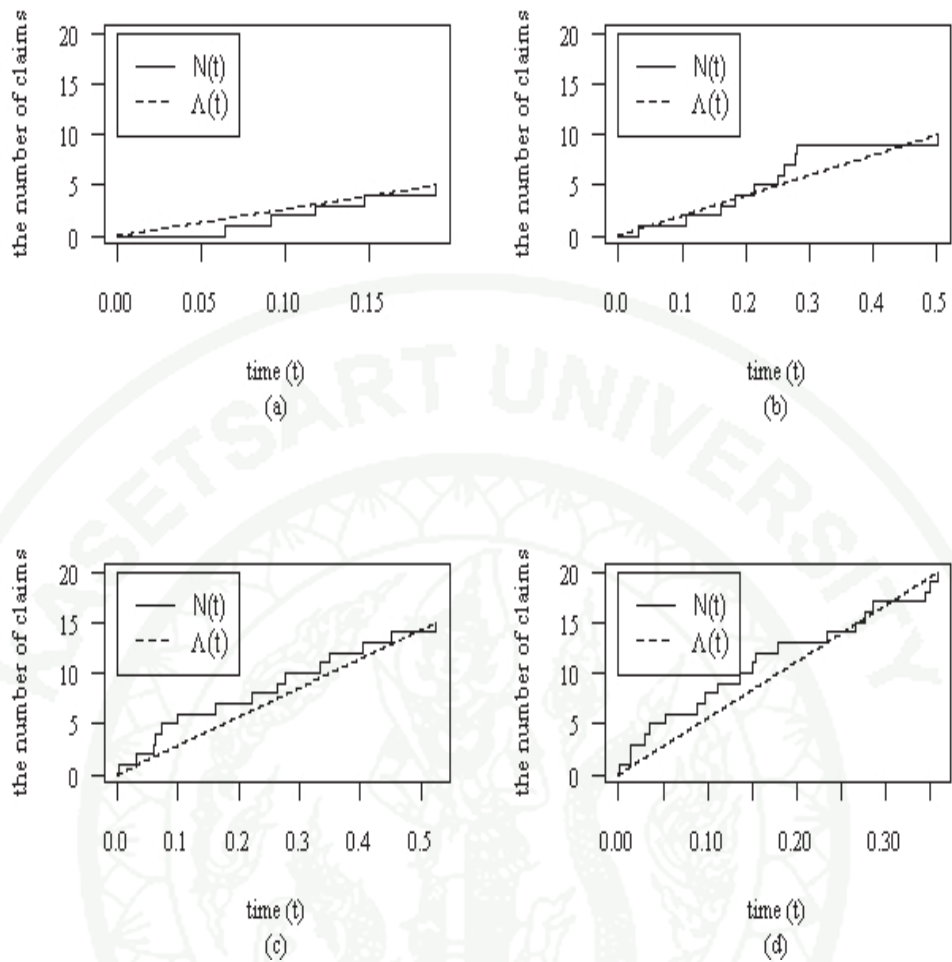 the number of claims
20
15
10
5
0
N(t)
Λ(t)
0.00 0.05 0.10 0.15
time (t)
(a)
the number of claims
20
15
10
5
0
N(t)
Λ(t)
0.0 0.1 0.2 0.3 0.4 0.5
time (t)
(b)
KASETSART UNIVERSITY
the number of claims
20
15
10
5
0
N(t)
Λ(t)
0.0 0.1 0.2 0.3 0.4 0.5
time (t)
(c)
the number of claims
20
15
10
5
0
N(t)
Λ(t)
0.00 0.10 0.20 0.30
time (t)
(d)